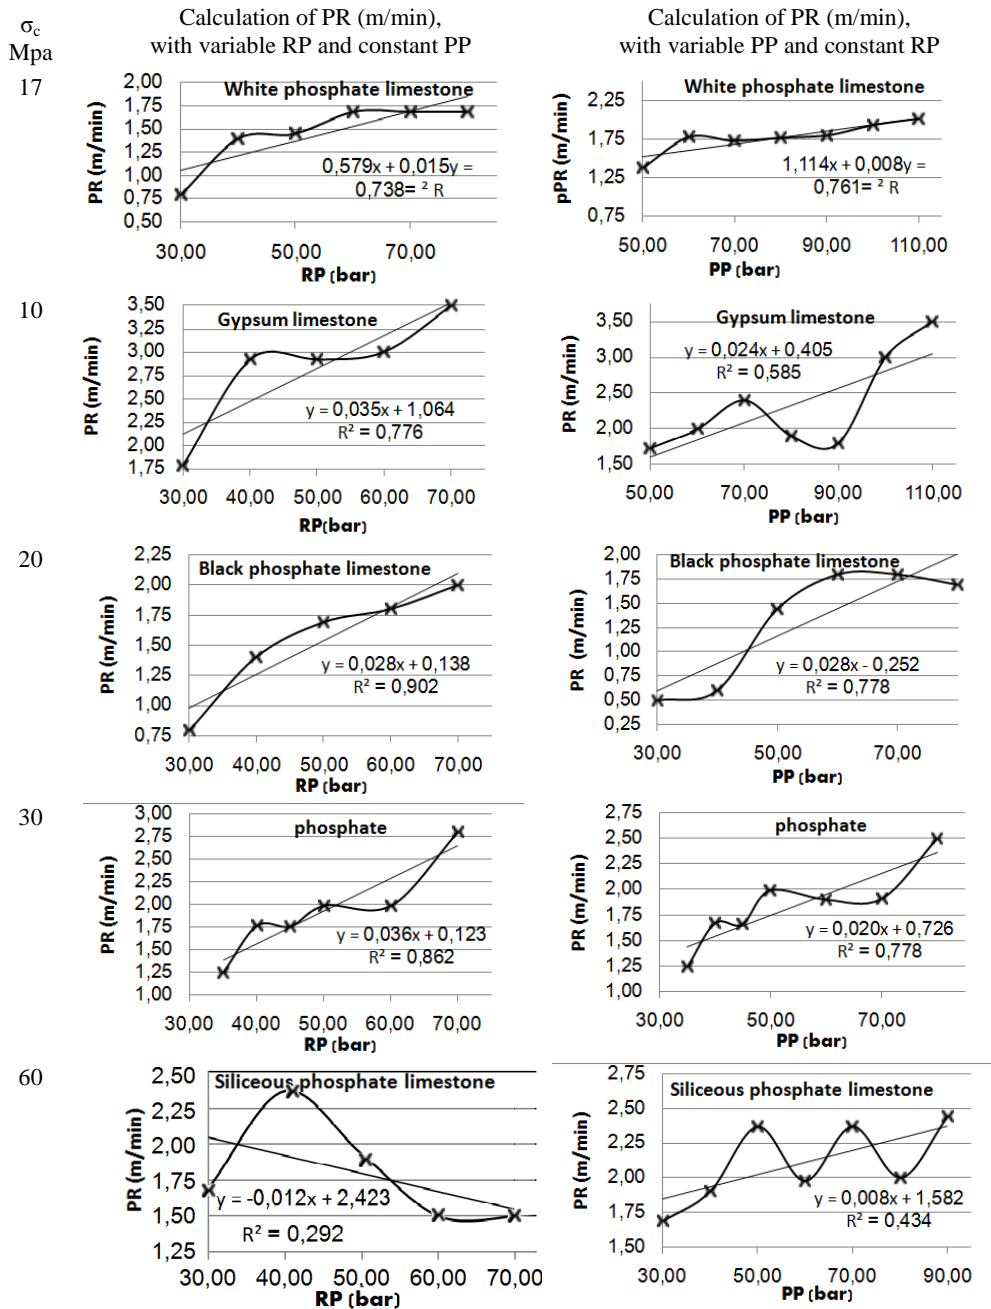 σc
Mpa
Calculation of PR (m/min),
with variable RP and constant PP
Calculation of PR (m/min),
with variable PP and constant RP
17
White phosphate limestone
PR (m/min)
2,00
1,75
1,50
1,25
1,00
0,75
0,50
0,579x + 0,015y =
0,738= ² R
30,00 50,00 70,00
RP (bar)
White phosphate limestone
pPR (m/min)
2,25
1,75
1,25
0,75
1,114x + 0,008y =
0,761= ² R
50,00 70,00 90,00 110,00
PP (bar)
10
Gypsum limestone
PR (m/min)
3,50
3,25
3,00
2,75
2,50
2,25
2,00
1,75
y = 0,035x + 1,064
R² = 0,776
30,00 40,00 50,00 60,00 70,00
RP(bar)
Gypsum limestone
PR (m/min)
3,50
3,00
2,50
2,00
1,50
y = 0,024x + 0,405
R² = 0,585
50,00 70,00 90,00 110,00
PP (bar)
20
Black phosphate limestone
PR (m/min)
2,25
2,00
1,75
1,50
1,25
1,00
0,75
y = 0,028x + 0,138
R² = 0,902
30,00 40,00 50,00 60,00 70,00
RP (bar)
Black phosphate limestone
PR (m/min)
2,00
1,75
1,50
1,25
1,00
0,75
0,50
0,25
y = 0,028x - 0,252
R² = 0,778
30,00 50,00 70,00
PP (bar)
30
phosphate
PR (m/min)
3,00
2,75
2,50
2,25
2,00
1,75
1,50
1,25
1,00
y = 0,036x + 0,123
R² = 0,862
30,00 40,00 50,00 60,00 70,00
RP (bar)
phosphate
PR (m/min)
2,75
2,50
2,25
2,00
1,75
1,50
1,25
1,00
y = 0,020x + 0,726
R² = 0,778
30,00 50,00 70,00
PP (bar)
60
Siliceous phosphate limestone
PR (m/min)
2,50
2,25
2,00
1,75
1,50
1,25
y = -0,012x + 2,423
R² = 0,292
30,00 40,00 50,00 60,00 70,00
RP (bar)
Siliceous phosphate limestone
PR (m/min)
2,75
2,50
2,25
2,00
1,75
1,50
y = 0,008x + 1,582
R² = 0,434
30,00 50,00 70,00 90,00
PP (bar)